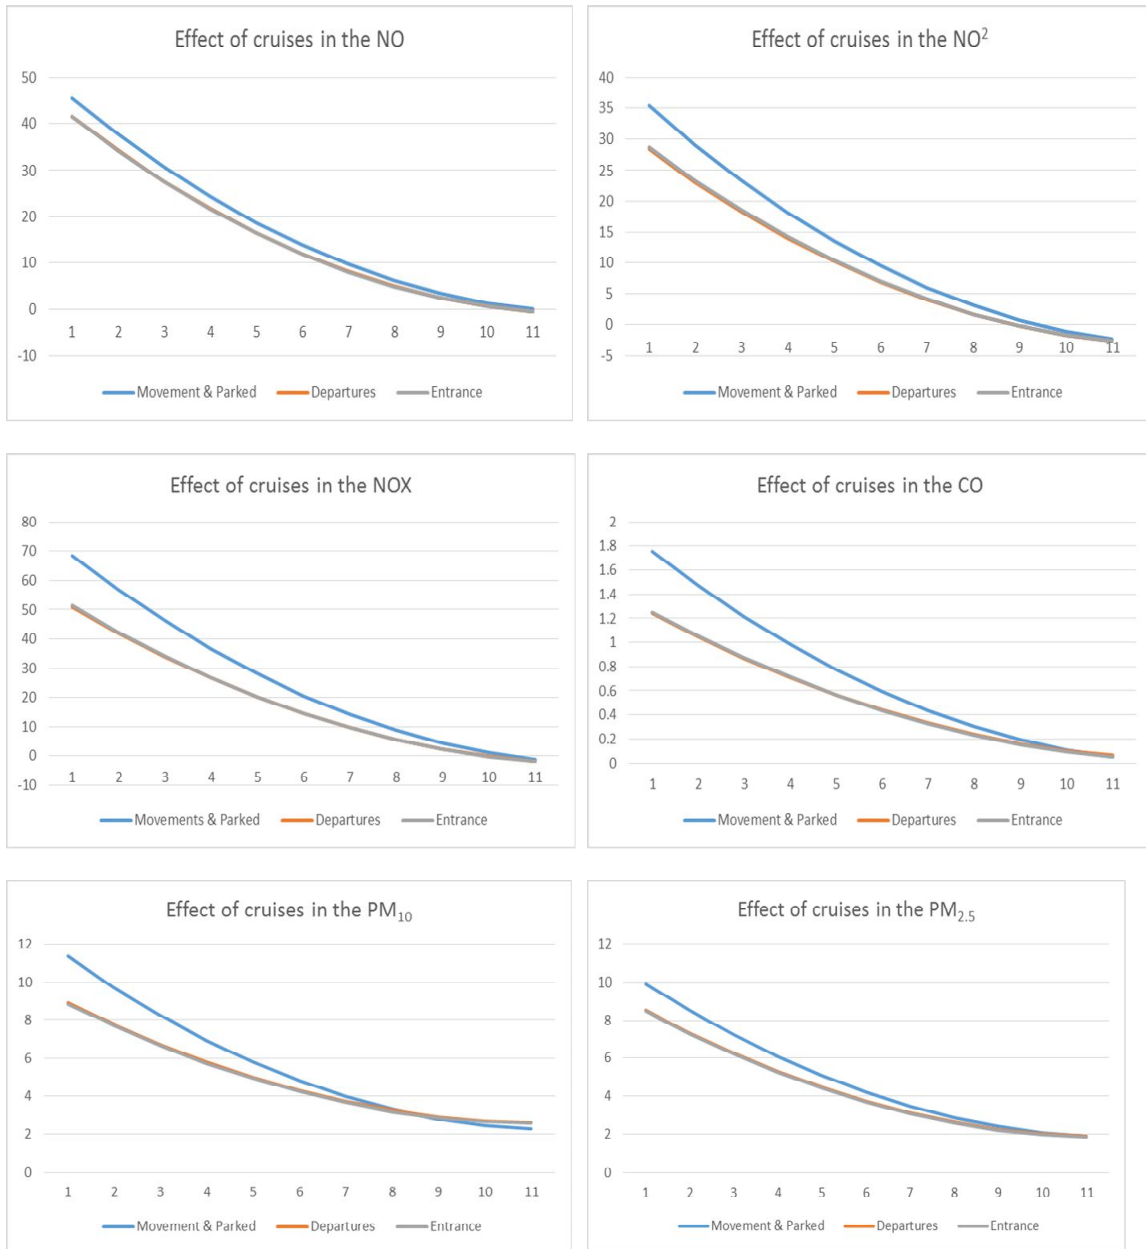 Effect of cruises in the NO
50
40
30
20
10
0
-10
1 2 3 4 5 6 7 8 9 10 11
Movement & Parked Departures Entrance
Effect of cruises in the NO²
40
35
30
25
20
15
10
5
0
-5
1 2 3 4 5 6 7 8 9 10 11
Movement & Parked Departures Entrance
Effect of cruises in the NOX
80
70
60
50
40
30
20
10
0
-10
1 2 3 4 5 6 7 8 9 10 11
Movements & Parked Departures Entrance
Effect of cruises in the CO
2
1.8
1.6
1.4
1.2
1
0.8
0.6
0.4
0.2
0
1 2 3 4 5 6 7 8 9 10 11
Movement & Parked Departures Entrance
Effect of cruises in the PM₁₀
12
10
8
6
4
2
0
1 2 3 4 5 6 7 8 9 10 11
Movement & Parked Departures Entrance
Effect of cruises in the PM₂.₅
12
10
8
6
4
2
0
1 2 3 4 5 6 7 8 9 10 11
Movement & Parked Departures Entrance